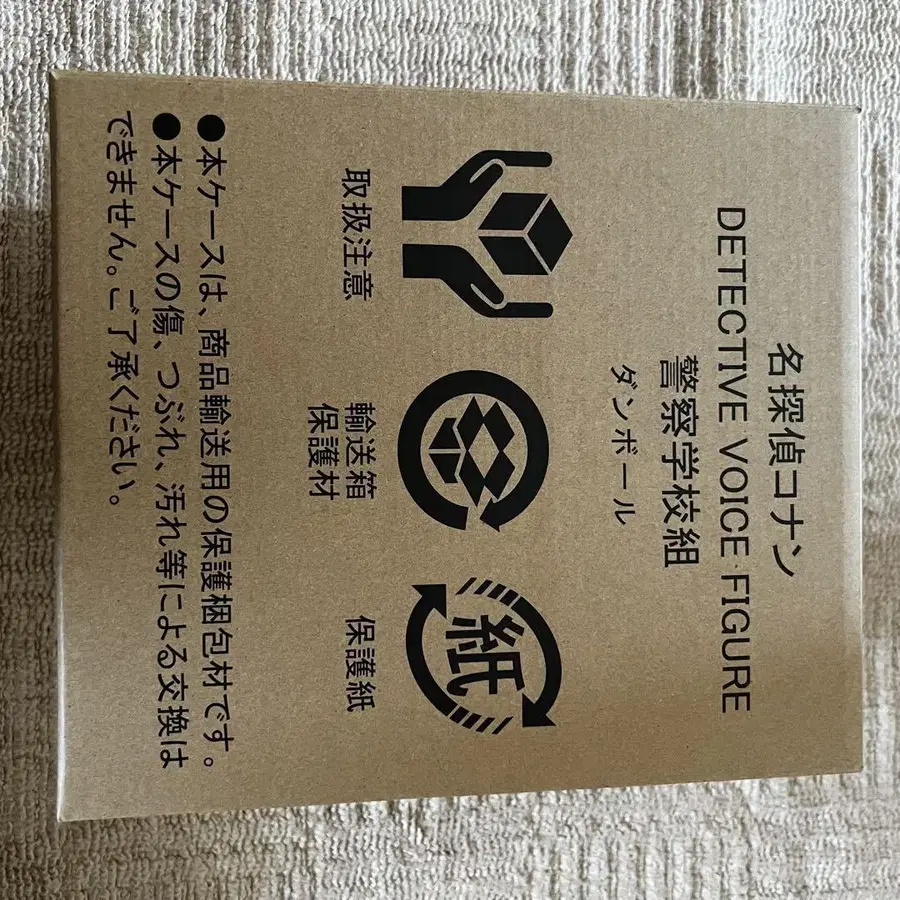 名探偵コナン
DETECTIVE VOICE FIGURE
警察学校組
ダンボール
取扱注意
輸送箱
保護材
紙
保護紙
●本ケースは、商品輸送用の保護梱包材です。
●本ケースの傷、つぶれ、汚れ等による交換は
できません。ご了承ください。